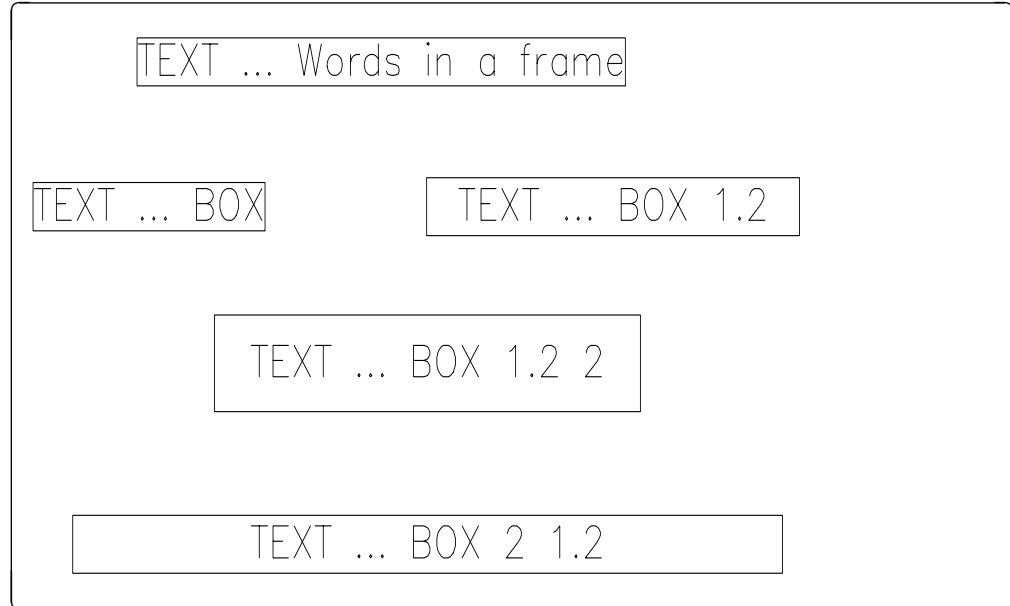 TEXT ... Words in a frame
TEXT ... BOX
TEXT ... BOX 1.2
TEXT ... BOX 1.2 2
TEXT ... BOX 2 1.2